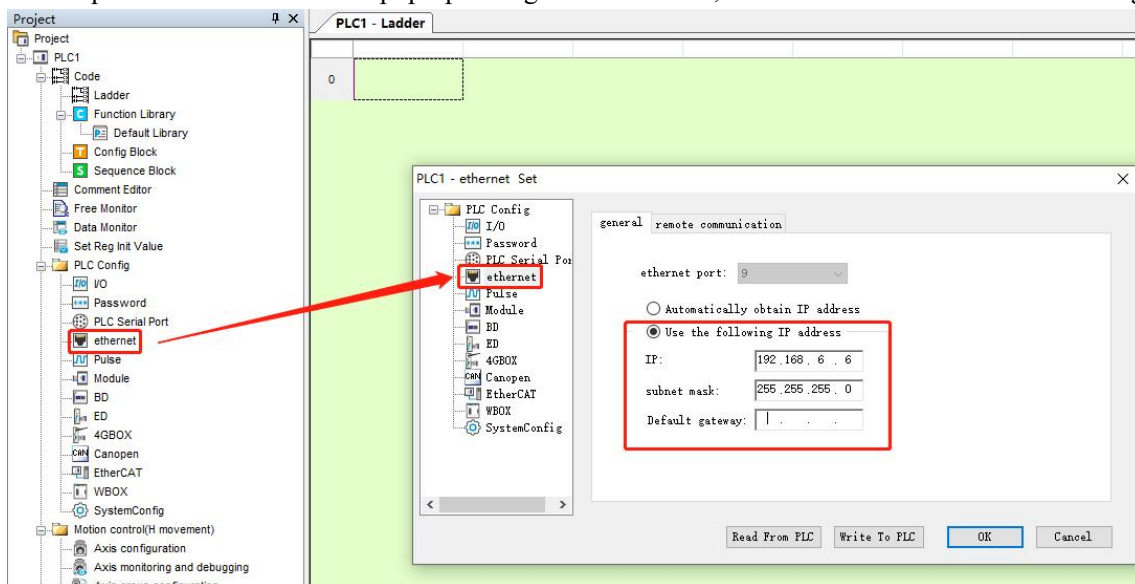 Project
Project
PLC1
Code
Ladder
Function Library
Default Library
Config Block
Sequence Block
Comment Editor
Free Monitor
Data Monitor
Set Reg Init Value
PLC Config
I/O
Password
PLC Serial Port
ethernet
Pulse
Module
BD
ED
4GBOX
Canopen
EtherCAT
WBOX
SystemConfig
Motion control(H movement)
Axis configuration
Axis monitoring and debugging
PLC1 - Ladder
0
PLC1 - ethernet Set
PLC Config
I/O
Password
PLC Serial Por
ethernet
Pulse
Module
BD
ED
4GBOX
Canopen
EtherCAT
WBOX
SystemConfig
general remote communication
ethernet port: 9
Automatically obtain IP address
Use the following IP address
IP: 192 .168 . 6 . 6
subnet mask: 255 .255 .255 . 0
Default gateway: . . .
Read From PLC Write To PLC OK Cancel